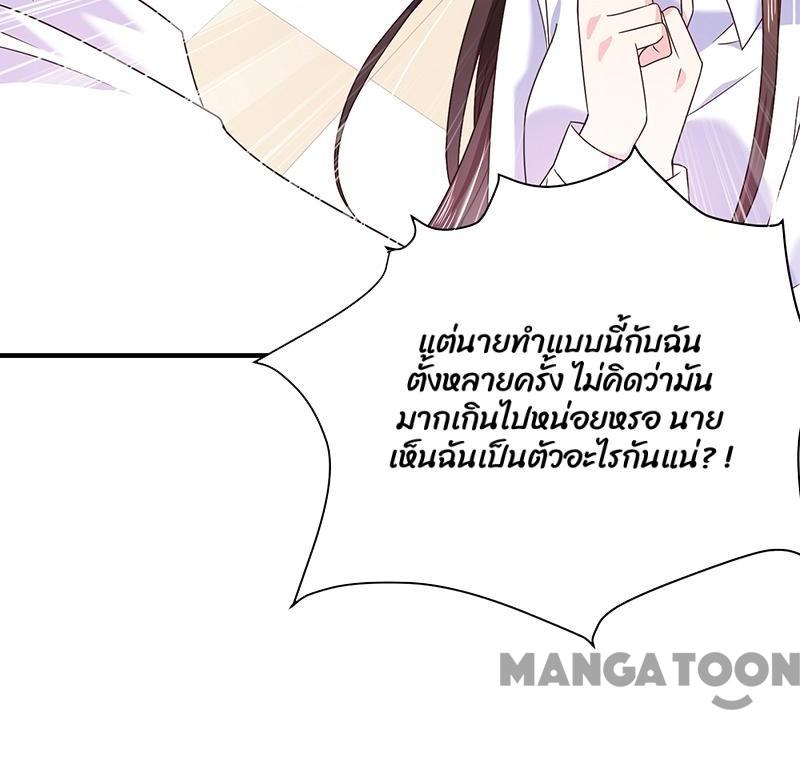 แต่นายทำแบบนี้กับฉัน
ตั้งหลายครั้ง ไม่คิดว่ามัน
มากเกินไปหน่อยหรอ นาย
เห็นฉันเป็นตัวอะไรกันแน่?!
MANGATOON